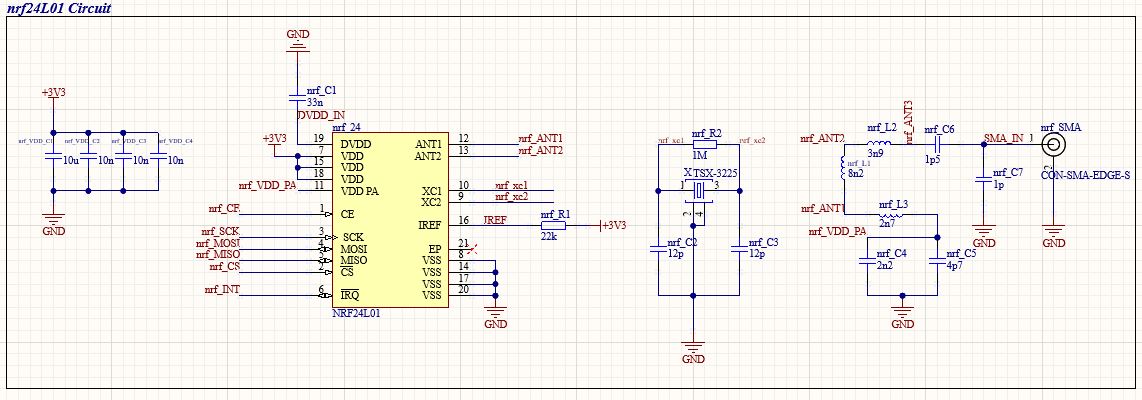 nrf24L01 Circuit
+3V3
nrf_VDD_C1
nrf_VDD_C2
nrf_VDD_C3
nrf_VDD_C4
10u
10n
10n
10n
GND
GND
nrf_C1
33n
DVDD_IN
nrf_24
+3V3
nrf_VDD_PA
nrf_CE
nrf_SCK
nrf_MOSI
nrf_MISO
nrf_CS
nrf_INT
19 DVDD
7 VDD
15 VDD
18 VDD
11 VDD PA
1 CE
3 SCK
4 MOSI
5 MISO
2 CS
6 IRQ
ANT1 12 nrf_ANT1
ANT2 13 nrf_ANT2
XC1 10 nrf_xc1
XC2 9 nrf_xc2
IREF 16 IREF
nrf_R1
22k
+3V3
EP 21
VSS 8
VSS 14
VSS 17
VSS 20
GND
NRF24L01
nrf_xc1
nrf_R2
nrf_xc2
1M
XTSX-3225
1
3
2
4
nrf_C2
12p
nrf_C3
12p
GND
nrf_ANT2
nrf_L2
3n9
nrf_ANT3
nrf_C6
1p5
SMA_IN
1
nrf_SMA
2
CON-SMA-EDGE-S
nrf_L1
8n2
nrf_C7
1p
nrf_ANT1
nrf_L3
2n7
nrf_VDD_PA
nrf_C4
2n2
nrf_C5
4p7
GND
GND
GND